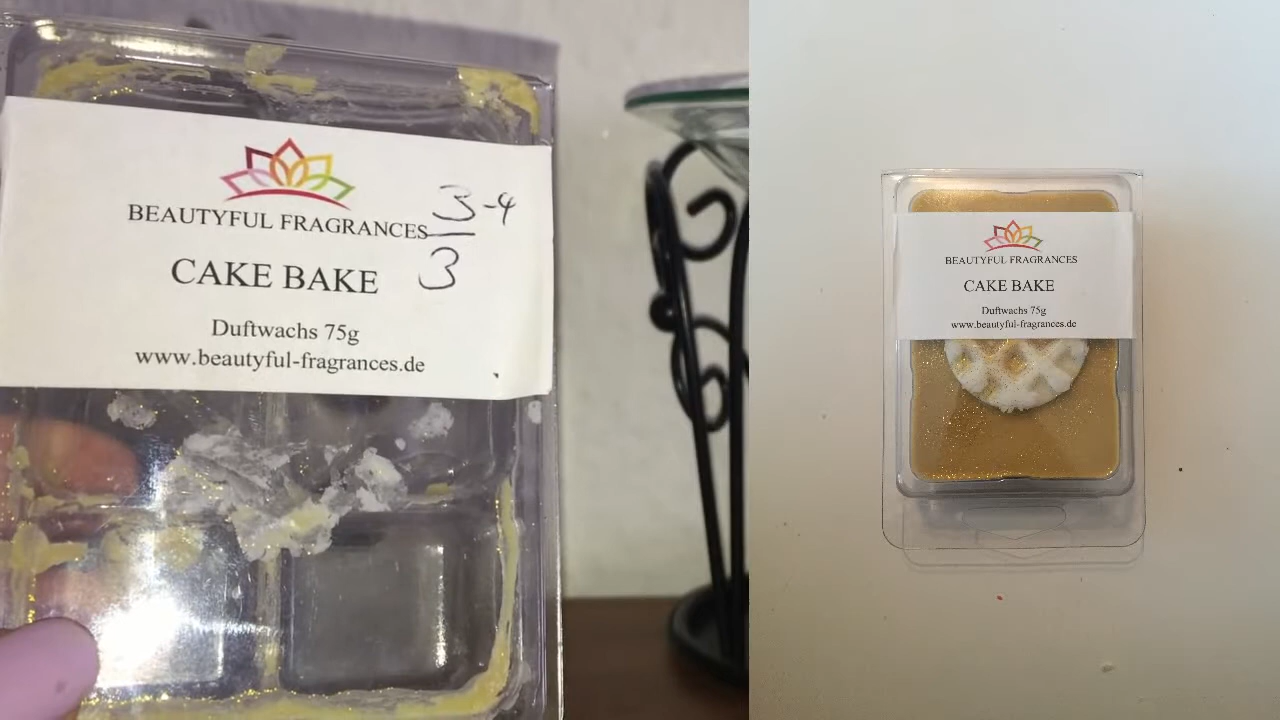 BEAUTYFUL FRAGRANCES 3-4
CAKE BAKE 3
Duftwachs 75g
www.beautyful-fragrances.de
BEAUTYFUL FRAGRANCES
CAKE BAKE
Duftwachs 75g
www.beautyful-fragrances.de